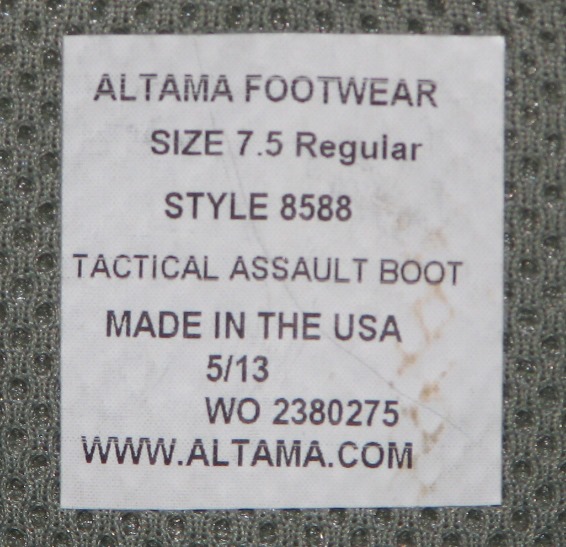 ALTAMA FOOTWEAR
SIZE 7.5 Regular
STYLE 8588
TACTICAL ASSAULT BOOT
MADE IN THE USA
5/13
WO 2380275
WWW.ALTAMA.COM